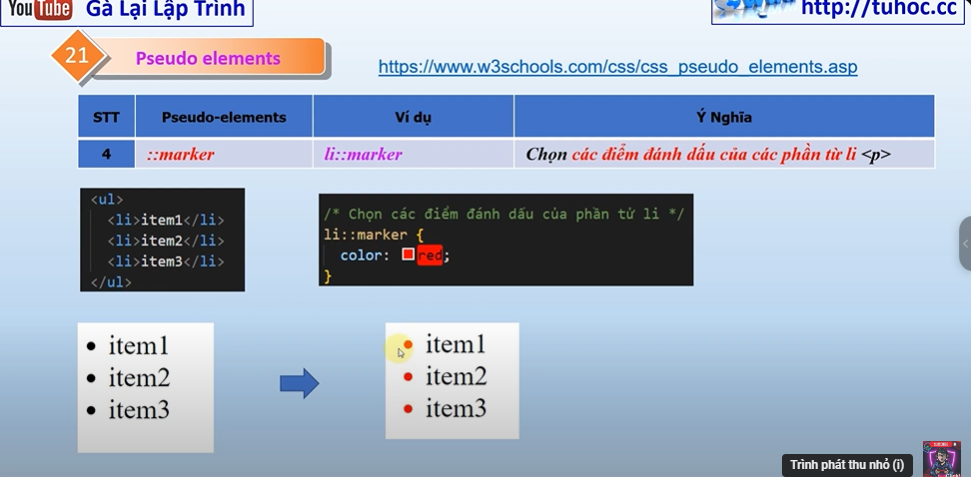 You Tube Gà Lại Lập Trình
http://tuhoc.cc
21
Pseudo elements
https://www.w3schools.com/css/css_pseudo_elements.asp
STT Pseudo-elements Ví dụ Ý Nghĩa
4 ::marker li::marker Chọn các điểm đánh dấu của các phần từ li <p>
<ul>
<li>item1</li>
<li>item2</li>
<li>item3</li>
</ul>
/* Chọn các điểm đánh dấu của phần tử li */
li::marker {
color: red;
}
• item1
• item2
• item3
• item1
• item2
• item3
Trình phát thu nhỏ (i)